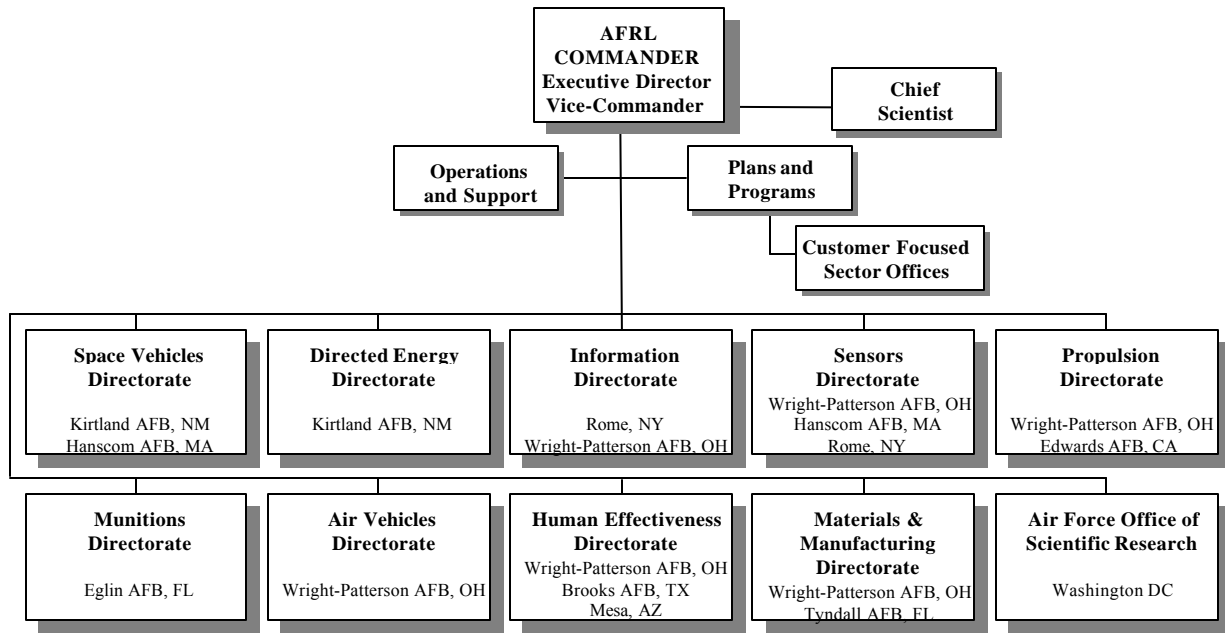 AFRL
COMMANDER
Executive Director
Vice-Commander
Chief
Scientist
Operations
and Support
Plans and
Programs
Customer Focused
Sector Offices
Space Vehicles
Directorate
Kirtland AFB, NM
Hanscom AFB, MA
Directed Energy
Directorate
Kirtland AFB, NM
Information
Directorate
Rome, NY
Wright-Patterson AFB, OH
Sensors
Directorate
Wright-Patterson AFB, OH
Hanscom AFB, MA
Rome, NY
Propulsion
Directorate
Wright-Patterson AFB, OH
Edwards AFB, CA
Munitions
Directorate
Eglin AFB, FL
Air Vehicles
Directorate
Wright-Patterson AFB, OH
Human Effectiveness
Directorate
Wright-Patterson AFB, OH
Brooks AFB, TX
Mesa, AZ
Materials &
Manufacturing
Directorate
Wright-Patterson AFB, OH
Tyndall AFB, FL
Air Force Office of
Scientific Research
Washington DC